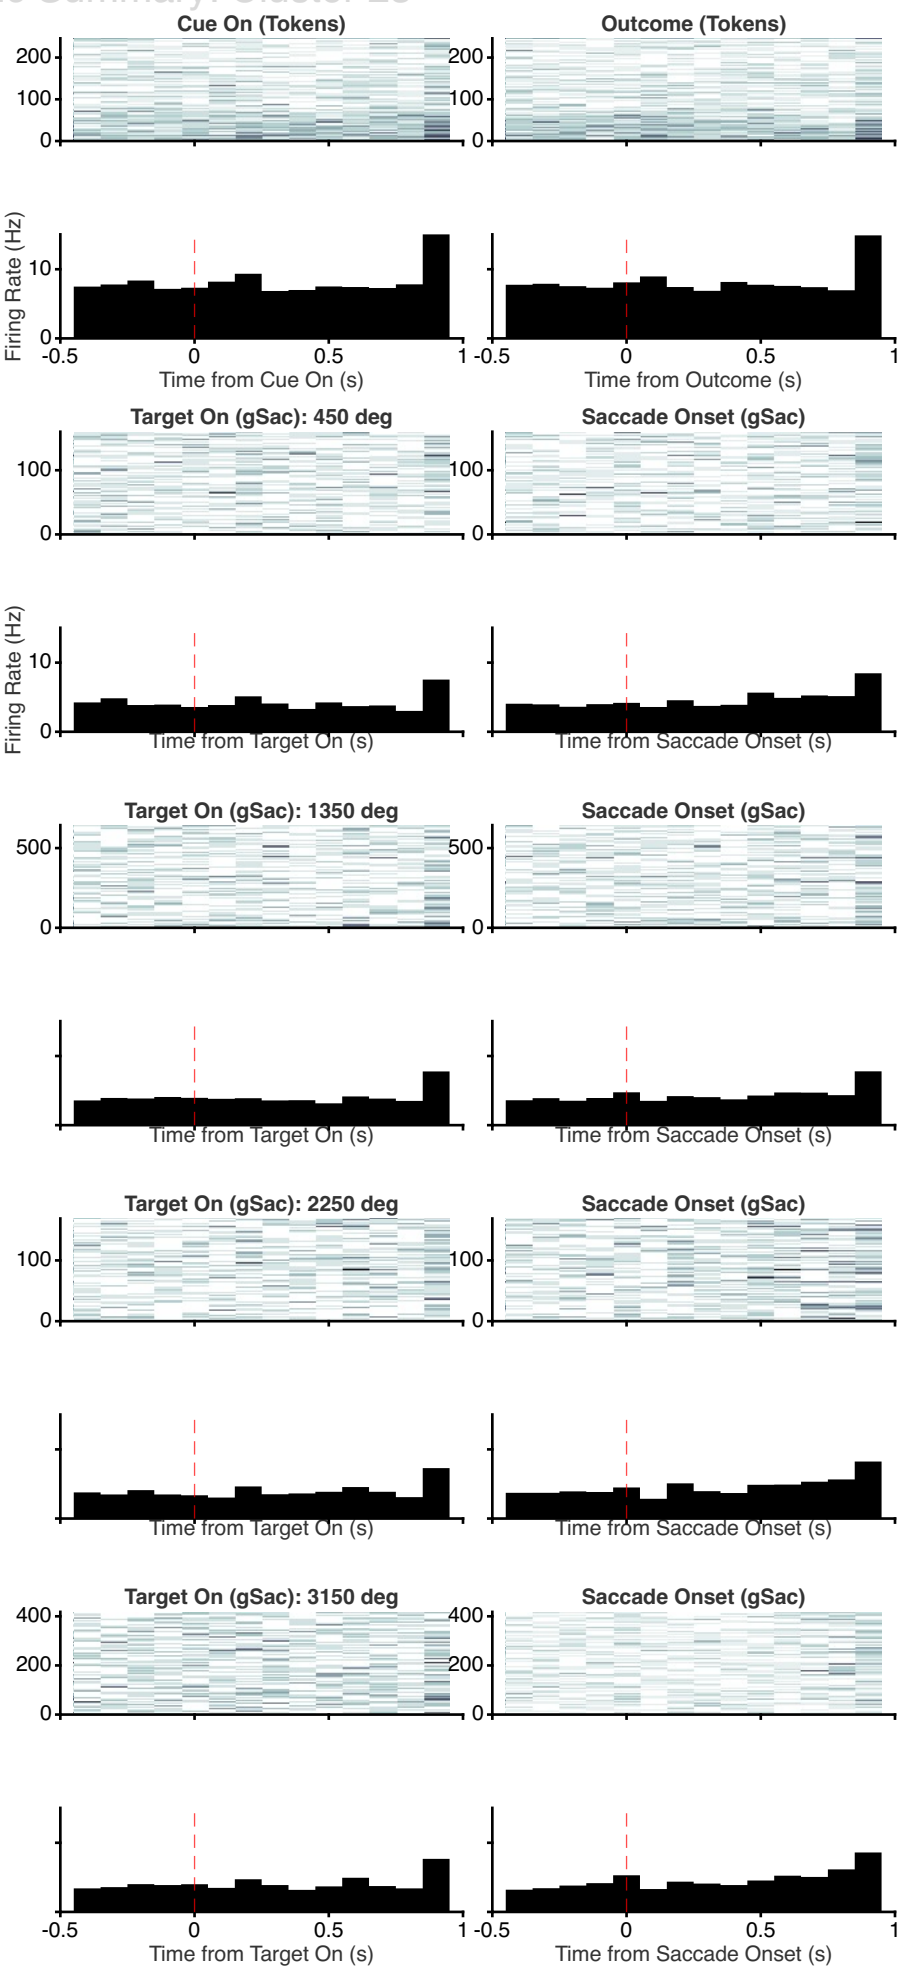 Summary: Cluster
Cue On (Tokens) Outcome (Tokens)
200 200
100 100
0 0
Firing Rate (Hz)
10
0
-0.5 0 0.5 1 -0.5 0 0.5 1
Time from Cue On (s) Time from Outcome (s)
Target On (gSac): 450 deg Saccade Onset (gSac)
100 100
0 0
Firing Rate (Hz)
10
0
Time from Target On (s) Time from Saccade Onset (s)
Target On (gSac): 1350 deg Saccade Onset (gSac)
500 500
0 0
Time from Target On (s) Time from Saccade Onset (s)
Target On (gSac): 2250 deg Saccade Onset (gSac)
100 100
0 0
Time from Target On (s) Time from Saccade Onset (s)
Target On (gSac): 3150 deg Saccade Onset (gSac)
400 400
200 200
0 0
-0.5 0 0.5 1 -0.5 0 0.5 1
Time from Target On (s) Time from Saccade Onset (s)